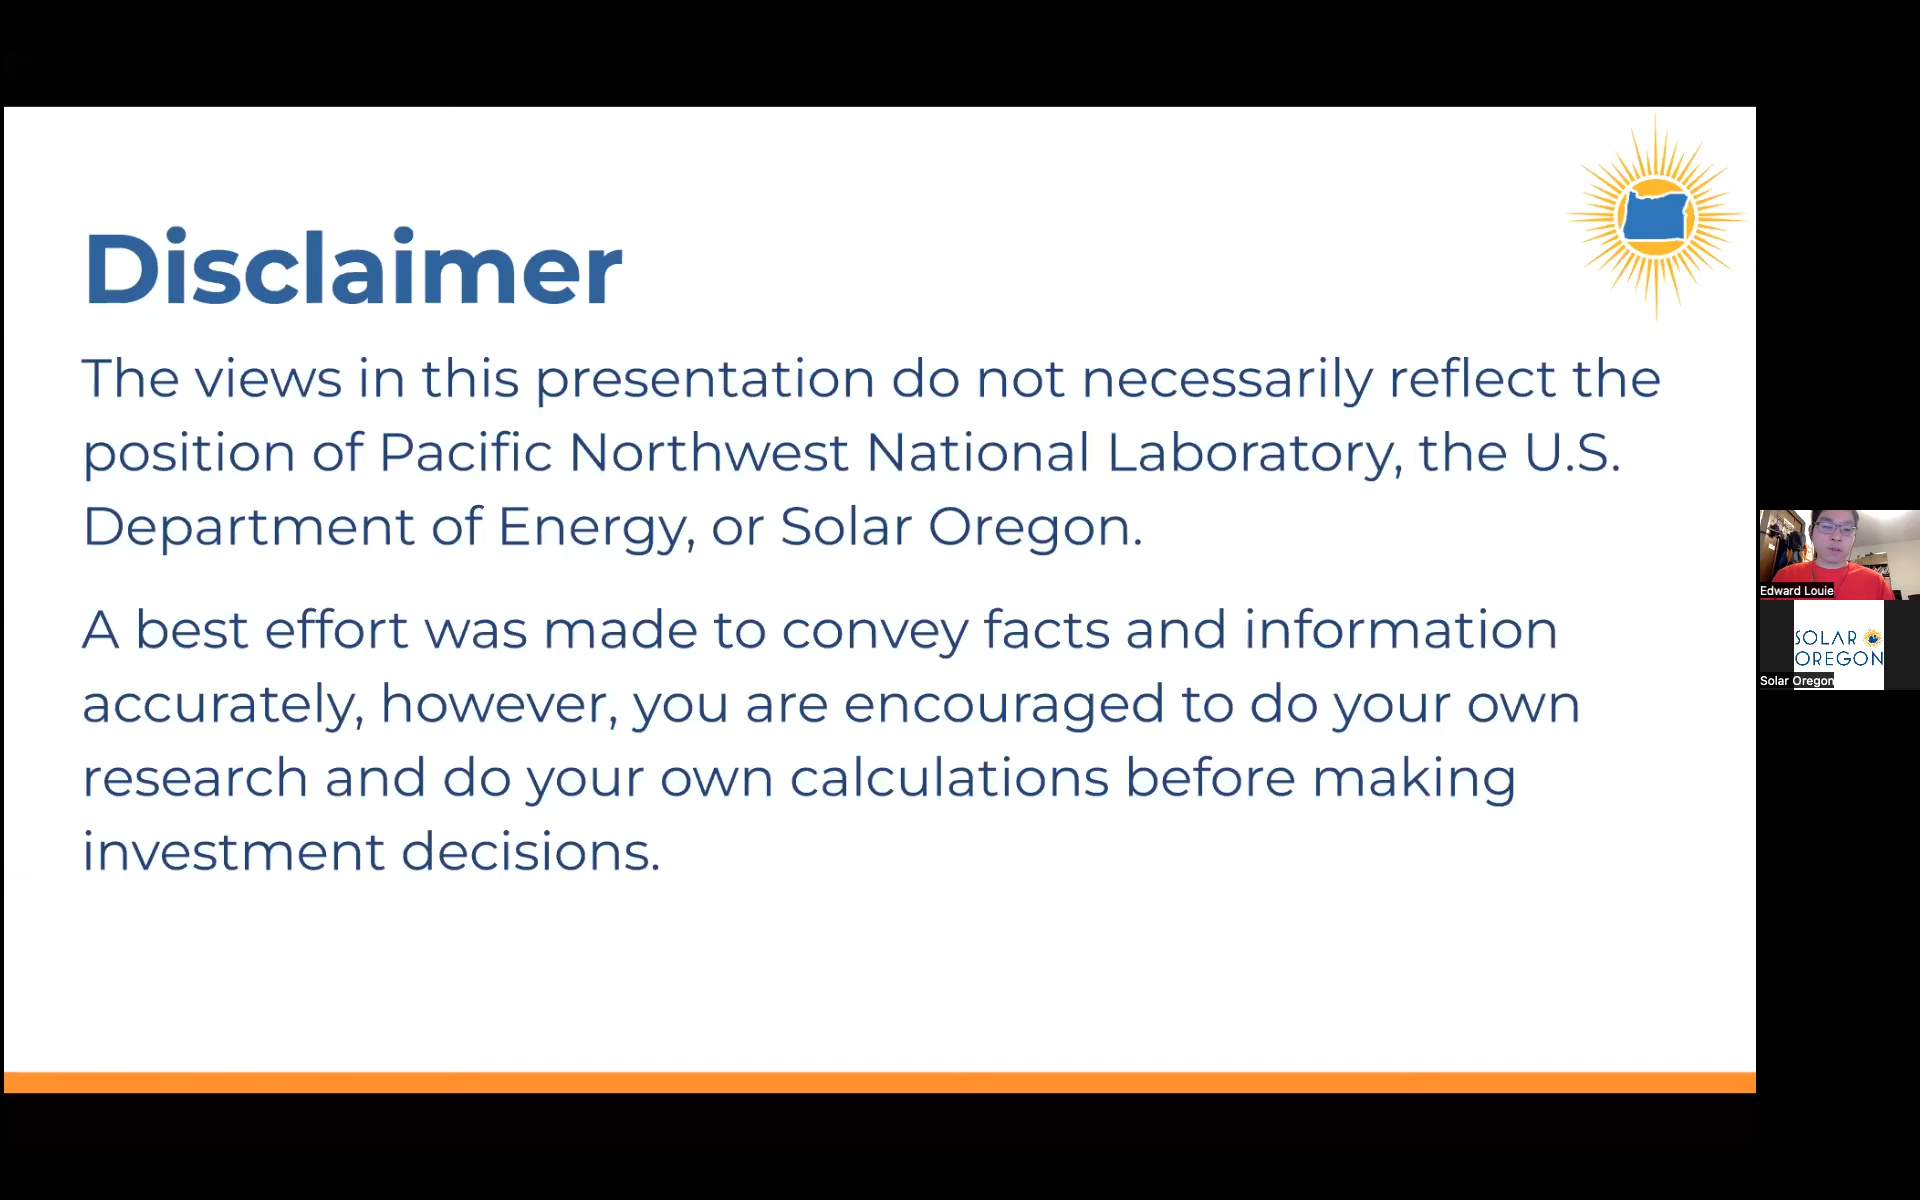 Disclaimer
The views in this presentation do not necessarily reflect the
position of Pacific Northwest National Laboratory, the U.S.
Department of Energy, or Solar Oregon.
A best effort was made to convey facts and information
accurately, however, you are encouraged to do your own
research and do your own calculations before making
investment decisions.
Edward Louie
SOLAR
OREGON
Solar Oregon